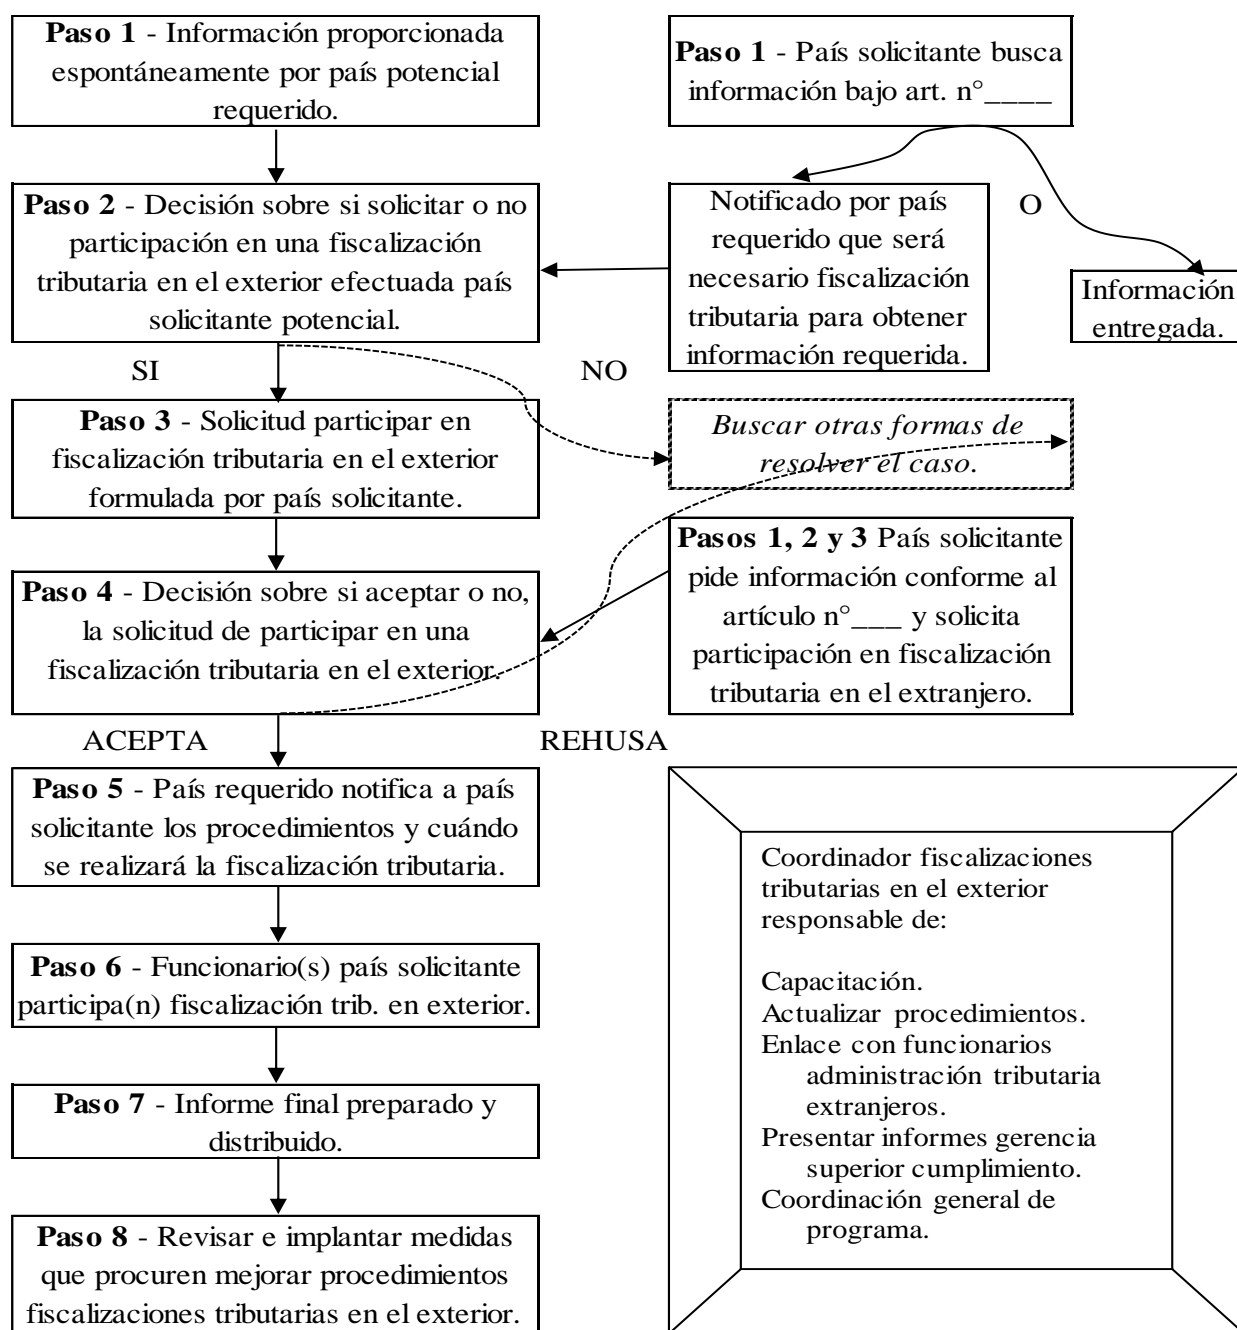 Paso 1 - Información proporcionada
espontáneamente por país potencial
requerido.
Paso 1 - País solicitante busca
información bajo art. n°____
Paso 2 - Decisión sobre si solicitar o no
participación en una fiscalización
tributaria en el exterior efectuada país
solicitante potencial.
Notificado por país
requerido que será
necesario fiscalización
tributaria para obtener
información requerida.
O
Información
entregada.
SI
NO
Paso 3 - Solicitud participar en
fiscalización tributaria en el exterior
formulada por país solicitante.
Buscar otras formas de
resolver el caso.
Paso 4 - Decisión sobre si aceptar o no,
la solicitud de participar en una
fiscalización tributaria en el exterior.
Pasos 1, 2 y 3 País solicitante
pide información conforme al
artículo n°___ y solicita
participación en fiscalización
tributaria en el extranjero.
ACEPTA
REHUSA
Paso 5 - País requerido notifica a país
solicitante los procedimientos y cuándo
se realizará la fiscalización tributaria.
Paso 6 - Funcionario(s) país solicitante
participa(n) fiscalización trib. en exterior.
Paso 7 - Informe final preparado y
distribuido.
Paso 8 - Revisar e implantar medidas
que procuren mejorar procedimientos
fiscalizaciones tributarias en el exterior.
Coordinador fiscalizaciones
tributarias en el exterior
responsable de:
Capacitación.
Actualizar procedimientos.
Enlace con funcionarios
administración tributaria
extranjeros.
Presentar informes gerencia
superior cumplimiento.
Coordinación general de
programa.